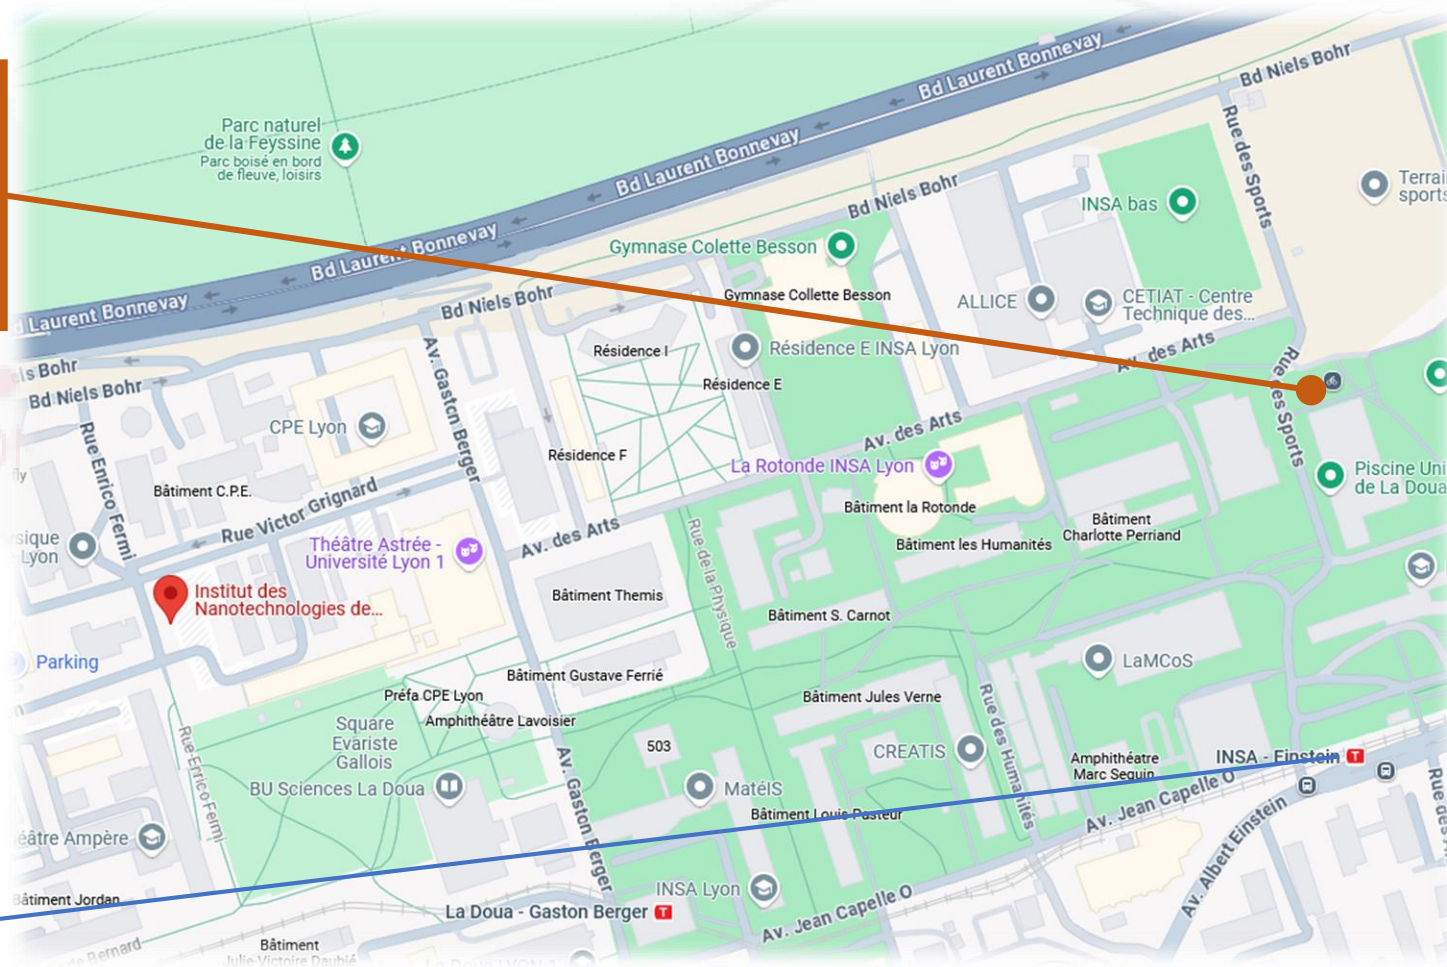 Bd Laurent Bonnevay
Bd Niels Bohr
Parc naturel
de la Feyssine
Parc boisé en bord
de fleuve, loisirs
Rue des Sports
Bd Laurent Bonnevay
INSA bas
Bd Niels Bohr
Gymnase Colette Besson
Bd Laurent Bonnevay
Gymnase Collette Besson
ALLICE
CETIAT - Centre
Technique des...
Laurent Bonnevay
Bd Niels Bohr
Résidence I
Résidence E INSA Lyon
Av. des Arts
Rue des Sports
Bd Niels Bohr
Av. Gaston Berger
Résidence E
CPE Lyon
Av. des Arts
Résidence F
La Rotonde INSA Lyon
Piscine Uni
de La Doua
Rue Enrico Fermi
Bâtiment C.P.E.
Rue Victor Grignard
Bâtiment la Rotonde
Bâtiment
Charlotte Perriand
Lyon
Théâtre Astrée -
Université Lyon 1
Av. des Arts
Rue de la Physique
Bâtiment les Humanités
Institut des
Nanotechnologies de...
Bâtiment Themis
Bâtiment S. Carnot
Parking
LaMCoS
Bâtiment Gustave Ferrié
Préfa CPE Lyon
Bâtiment Jules Verne
Amphithéâtre Lavoisier
Square
Evariste
Gallois
Rue Enrico Fermi
503
CREATIS
Rue des Humanités
Amphithéatre
Marc Seguin
INSA - Einstein
T
BU Sciences La Doua
Av. Gaston Berger
MatéIS
Bâtiment Louis Pasteur
Av. Jean Capelle O
Av. Albert Einstein
éâtre Ampère
INSA Lyon
Bâtiment Jordan
La Doua - Gaston Berger
T
Av. Jean Capelle O
Bâtiment
Julie-Victoire Daubié